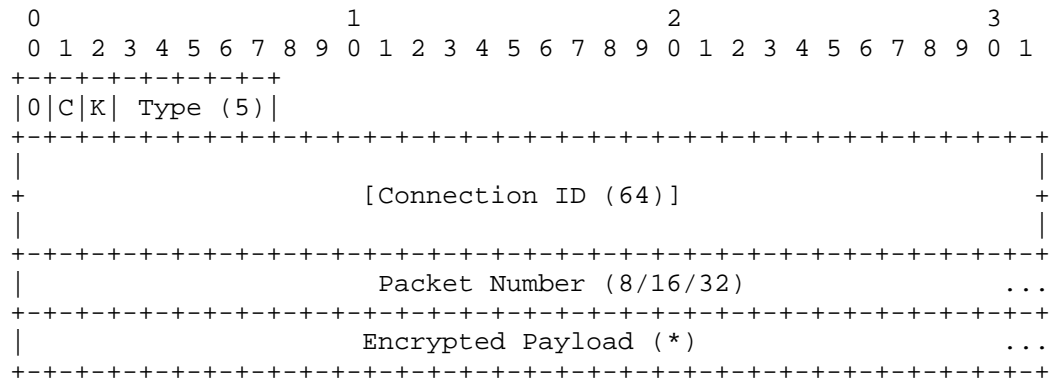 0                   1                   2                   3
 0 1 2 3 4 5 6 7 8 9 0 1 2 3 4 5 6 7 8 9 0 1 2 3 4 5 6 7 8 9 0 1
+-+-+-+-+-+-+-+-+
|0|C|K| Type (5)|
+-+-+-+-+-+-+-+-+-+-+-+-+-+-+-+-+-+-+-+-+-+-+-+-+-+-+-+-+-+-+-+-+
|                                                               |
+                     [Connection ID (64)]                      +
|                                                               |
+-+-+-+-+-+-+-+-+-+-+-+-+-+-+-+-+-+-+-+-+-+-+-+-+-+-+-+-+-+-+-+-+
|                      Packet Number (8/16/32)                ...
+-+-+-+-+-+-+-+-+-+-+-+-+-+-+-+-+-+-+-+-+-+-+-+-+-+-+-+-+-+-+-+-+
|                     Encrypted Payload (*)                   ...
+-+-+-+-+-+-+-+-+-+-+-+-+-+-+-+-+-+-+-+-+-+-+-+-+-+-+-+-+-+-+-+-+